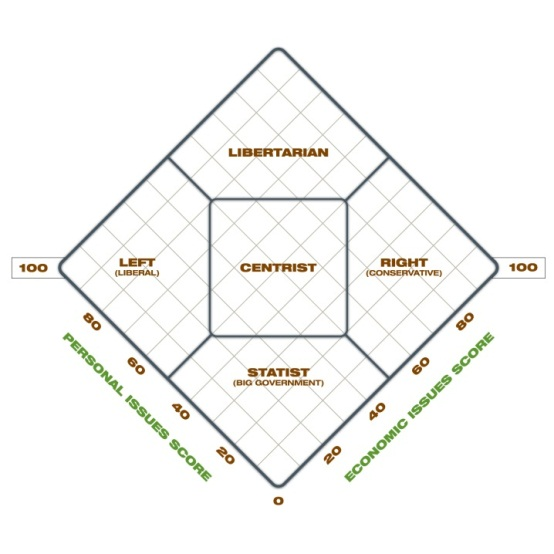 LIBERTARIAN
100
LEFT
(LIBERAL)
CENTRIST
RIGHT
(CONSERVATIVE)
100
80
60
40
20
PERSONAL ISSUES SCORE
STATIST
(BIG GOVERNMENT)
80
60
40
20
ECONOMIC ISSUES SCORE
0